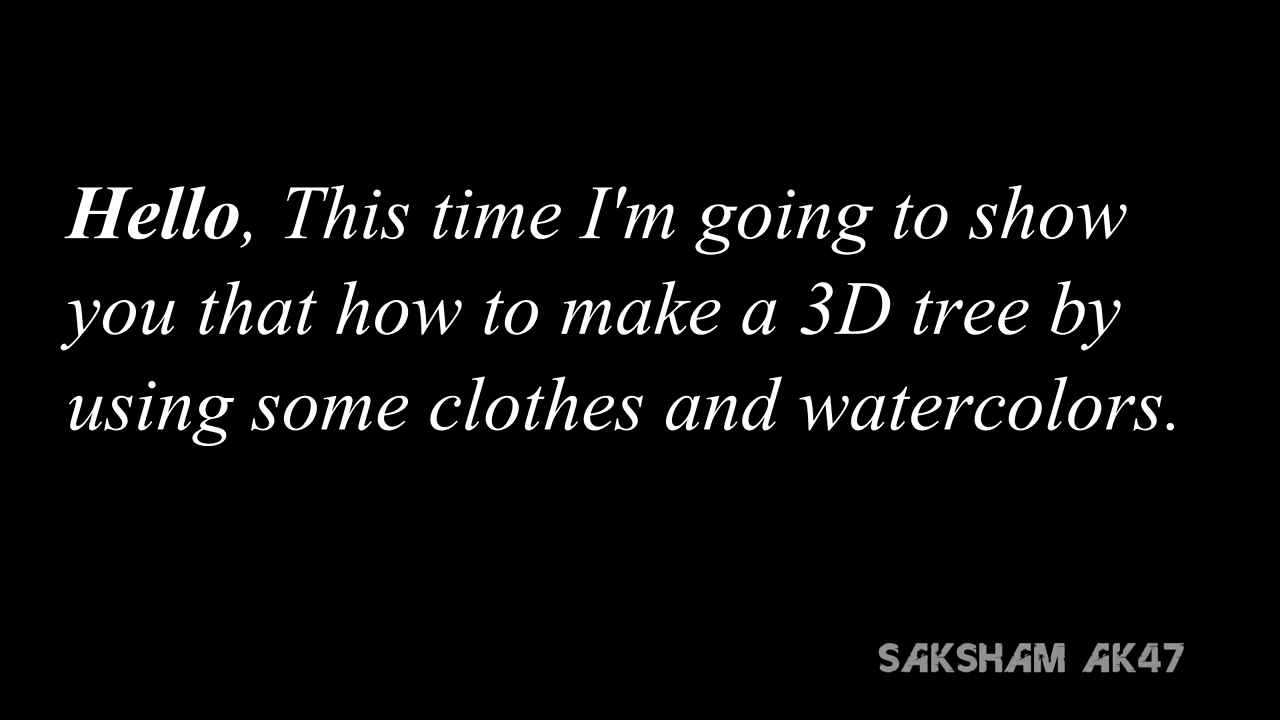 Hello, This time I'm going to show
you that how to make a 3D tree by
using some clothes and watercolors.
SAKSHAM AK47